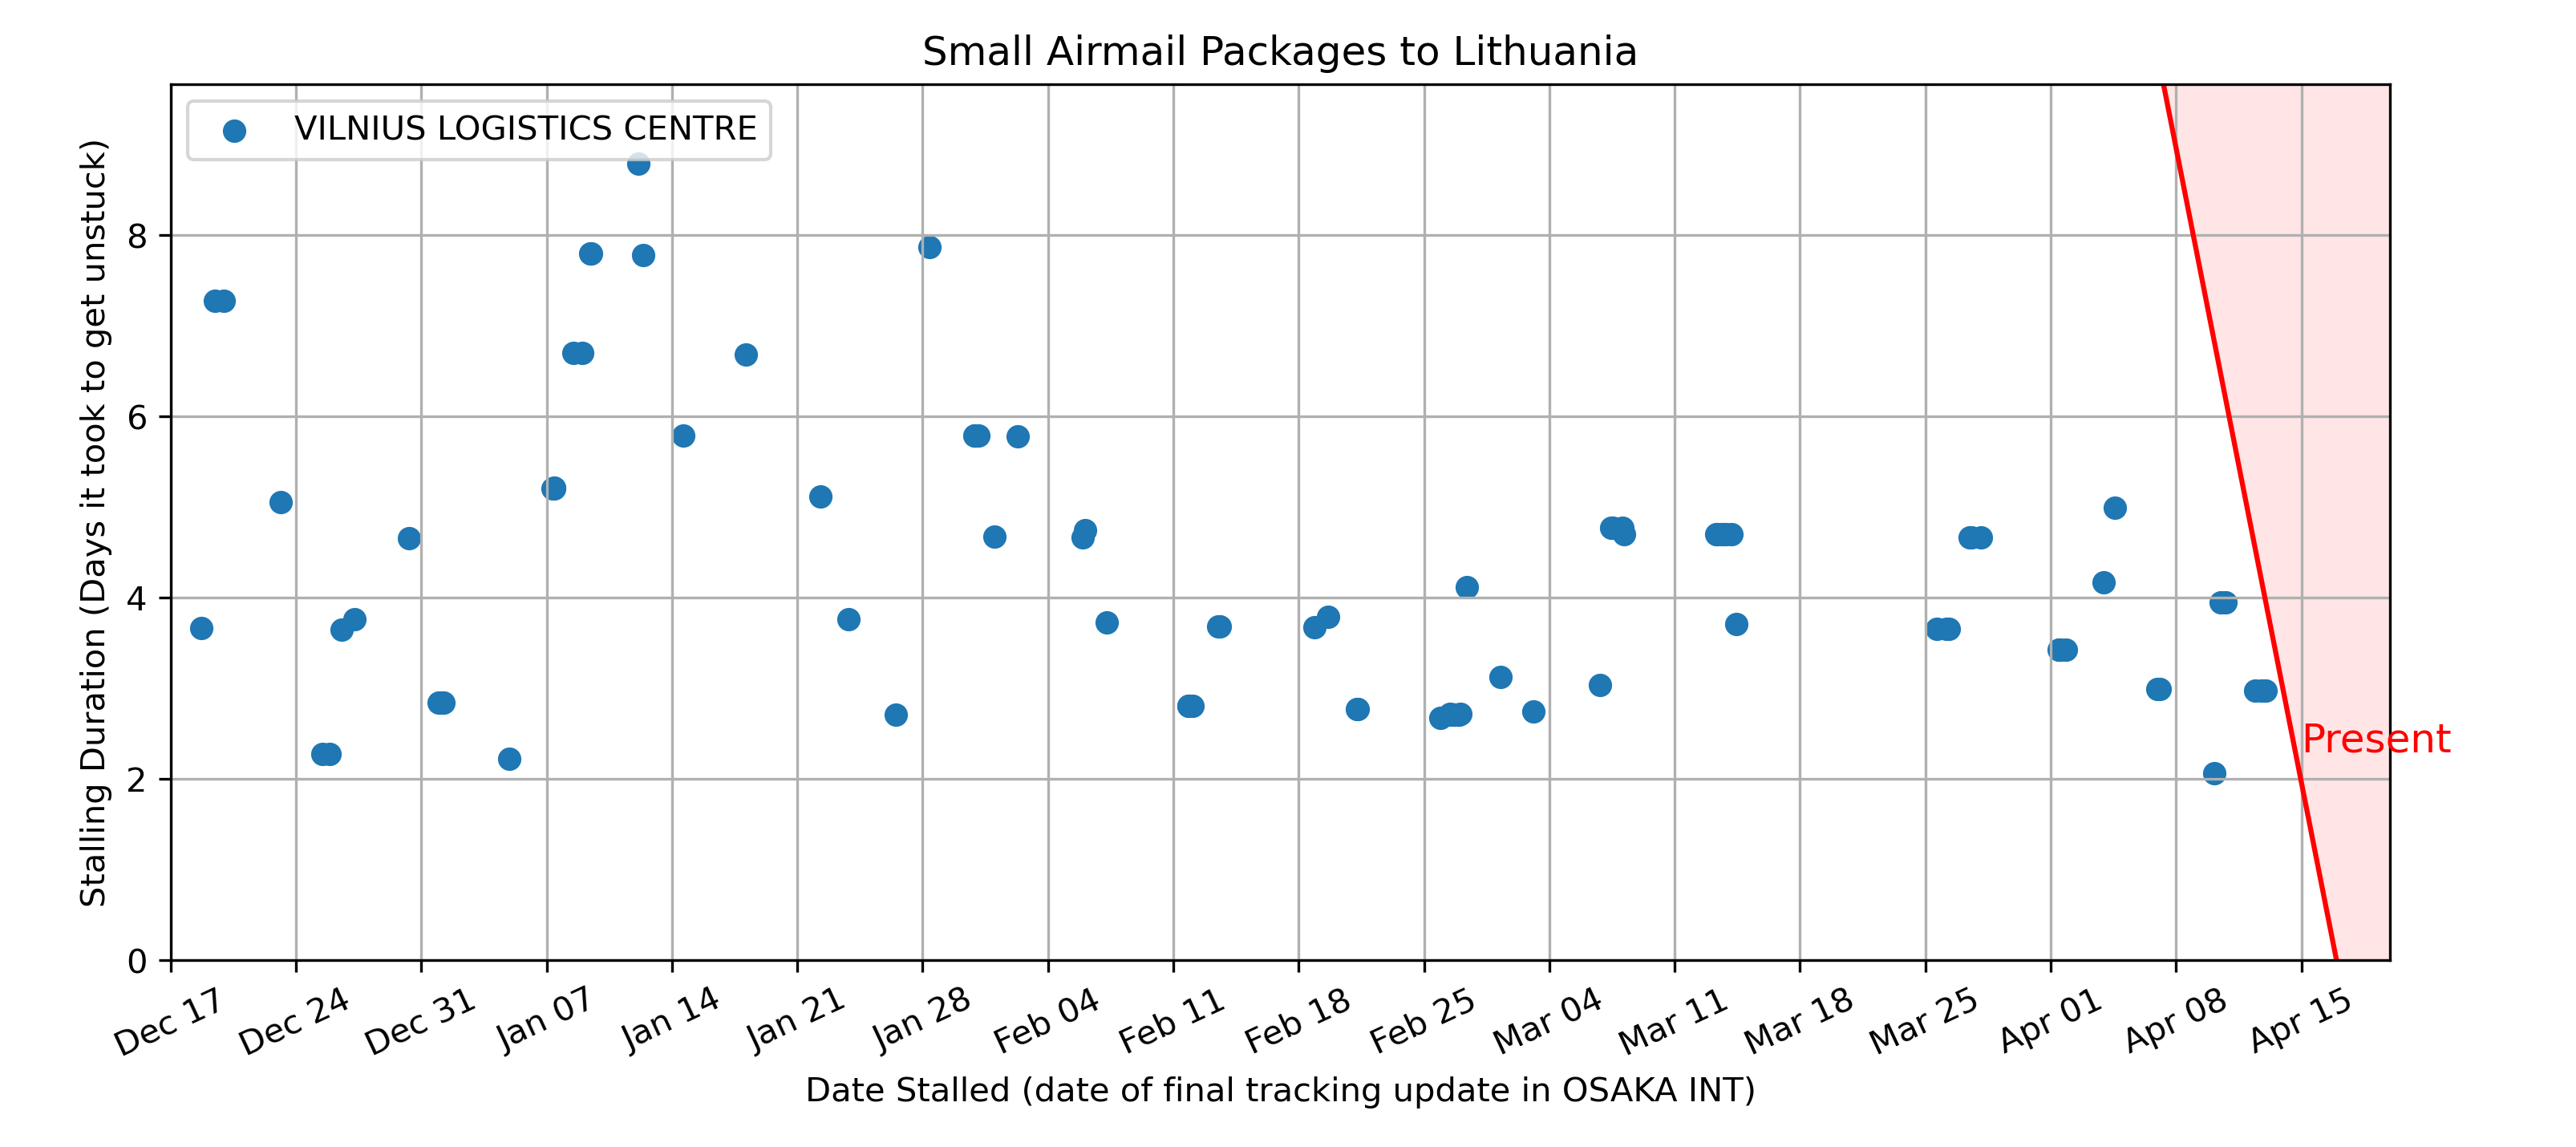 Small Airmail Packages to Lithuania
VILNIUS LOGISTICS CENTRE
Stalling Duration (Days it took to get unstuck)
8
6
4
2
0
Present
Dec 17
Dec 24
Dec 31
Jan 07
Jan 14
Jan 21
Jan 28
Feb 04
Feb 11
Feb 18
Feb 25
Mar 04
Mar 11
Mar 18
Mar 25
Apr 01
Apr 08
Apr 15
Date Stalled (date of final tracking update in OSAKA INT)